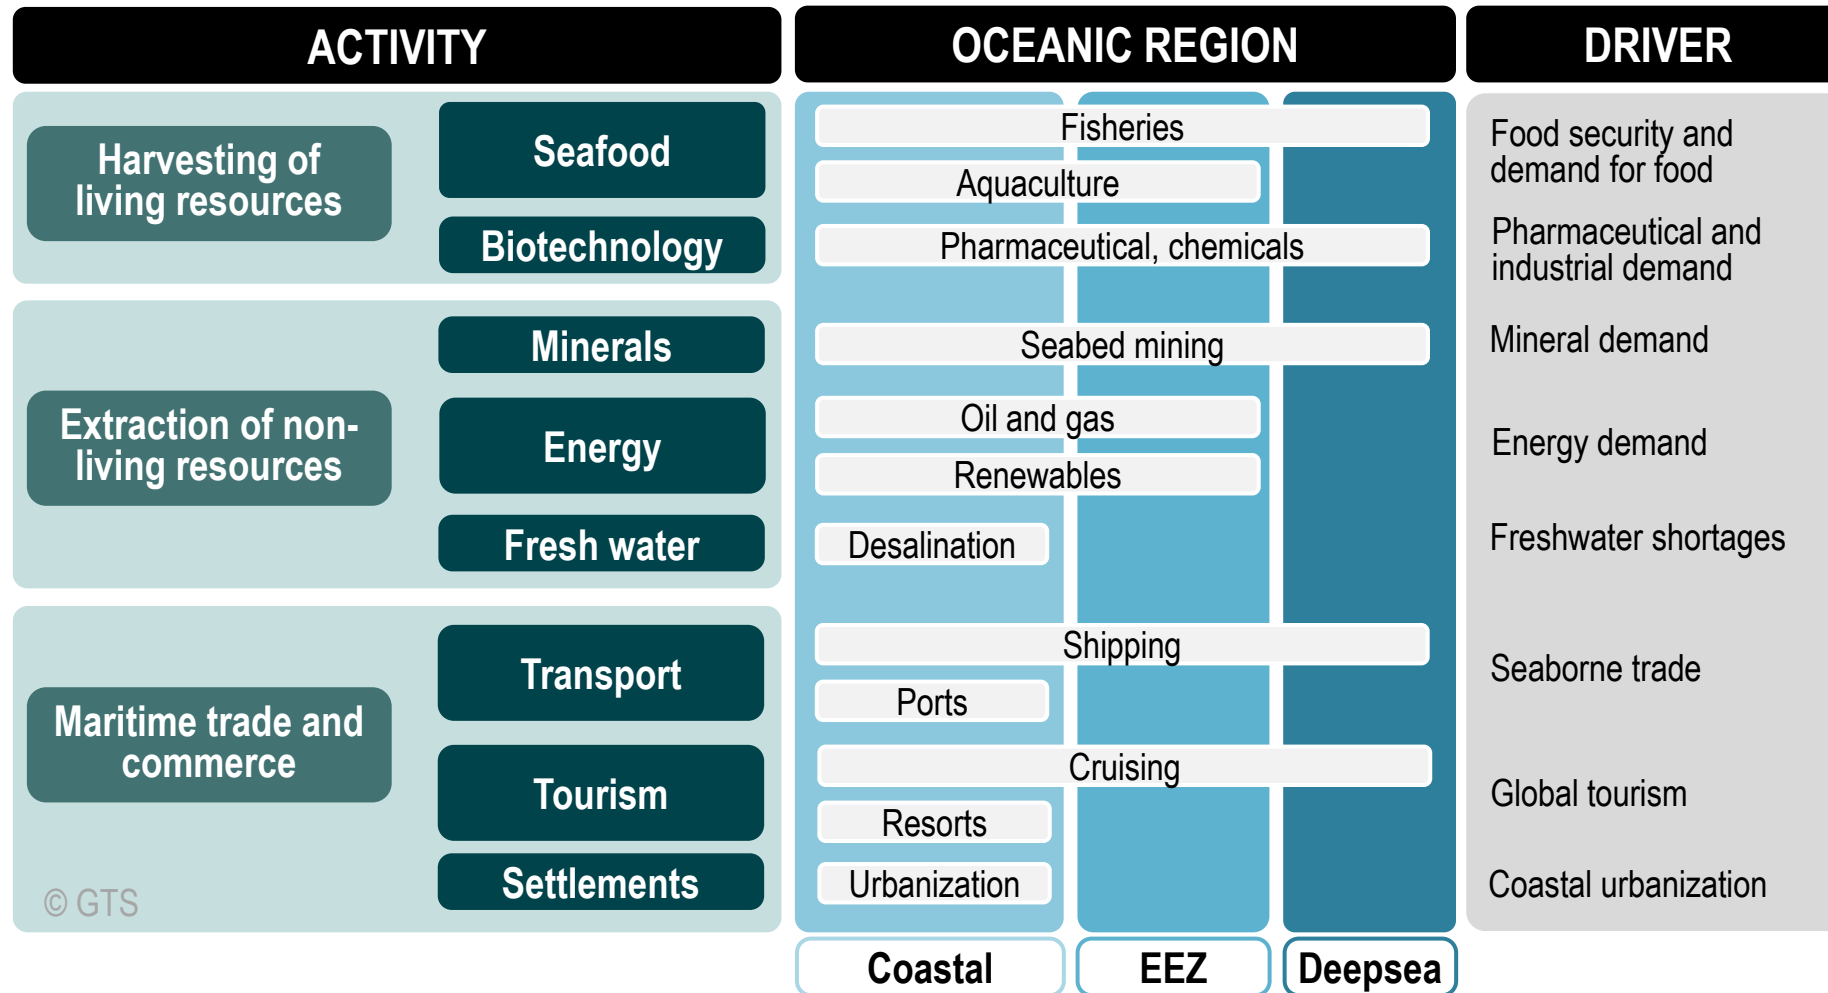 ACTIVITY
OCEANIC REGION
DRIVER
Harvesting of
living resources
Seafood
Fisheries
Aquaculture
Food security and
demand for food
Biotechnology
Pharmaceutical, chemicals
Pharmaceutical and
industrial demand
Extraction of non-
living resources
Minerals
Seabed mining
Mineral demand
Energy
Oil and gas
Renewables
Energy demand
Fresh water
Desalination
Freshwater shortages
Maritime trade and
commerce
Transport
Shipping
Ports
Seaborne trade
Tourism
Cruising
Resorts
Global tourism
Settlements
Urbanization
Coastal urbanization
© GTS
Coastal
EEZ
Deepsea